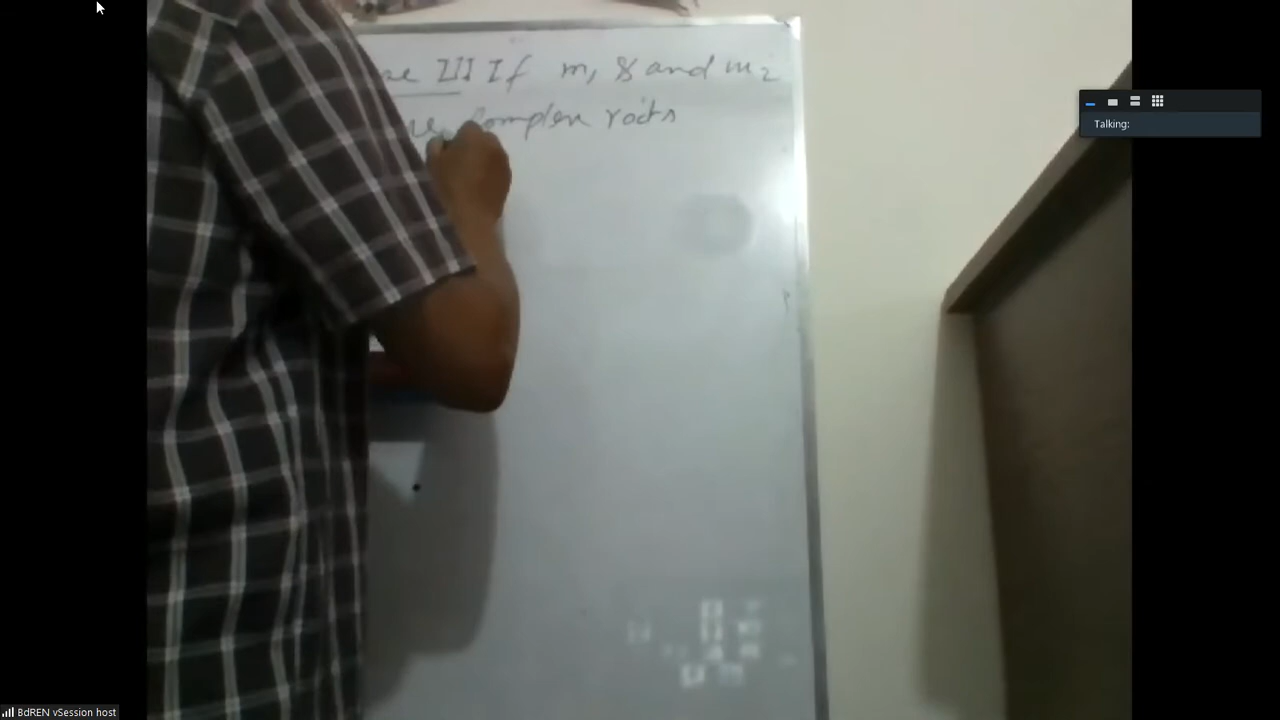 III If m, & and m2
complex roots
Talking:
BdREN vSession host